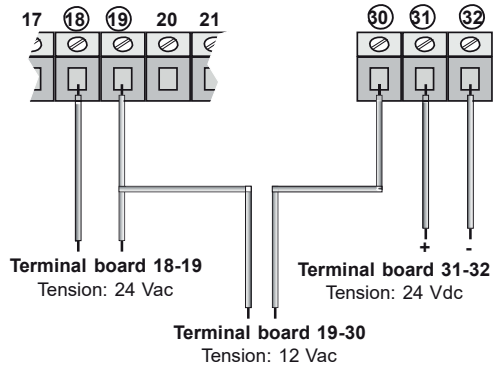 17 18 19 20 21 30 31 32
+ -
Terminal board 18-19
Tension: 24 Vac
Terminal board 31-32
Tension: 24 Vdc
Terminal board 19-30
Tension: 12 Vac